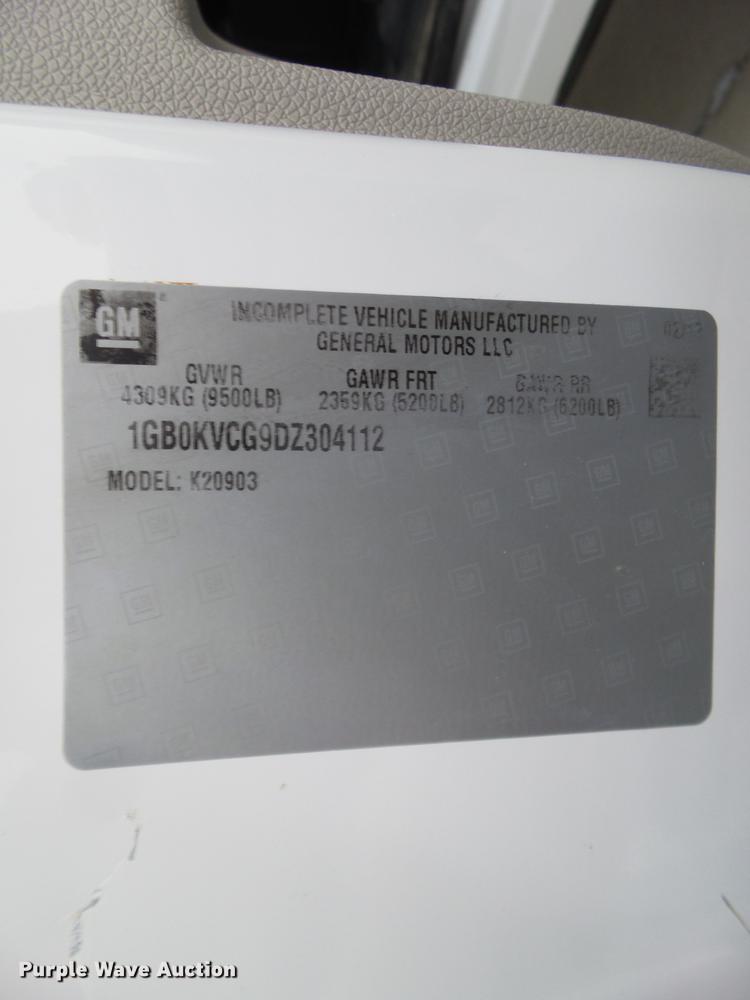 GM
INCOMPLETE VEHICLE MANUFACTURED BY
GENERAL MOTORS LLC
GVWR GAWR FRT GAWR RR
4309KG (9500LB) 2359KG (5200LB) 2812KG (6200LB)
1GB0KVCG9DZ304112
MODEL: K20903
Purple Wave Auction